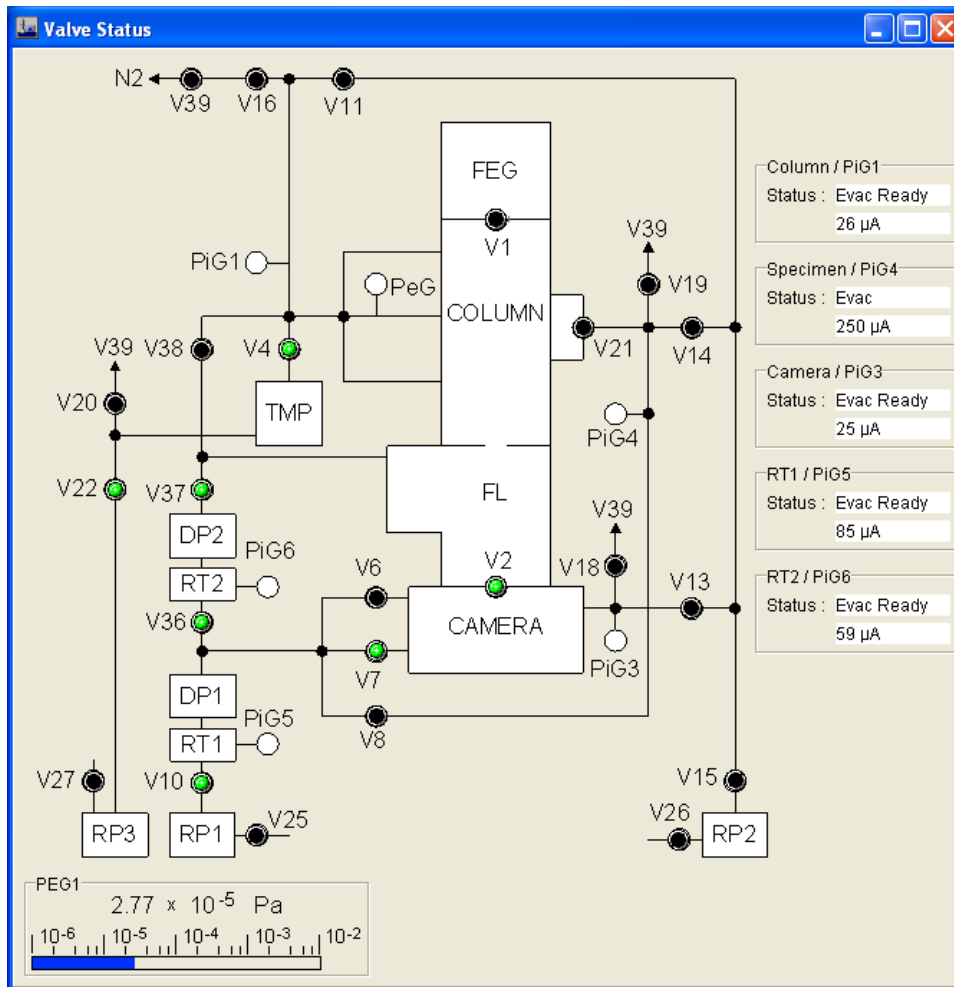 Valve Status
N2
V39
V16
V11
FEG
V1
PiG1
PeG
COLUMN
V39
V19
V21
V14
V39
V38
V4
V20
TMP
PiG4
V22
V37
FL
V39
DP2
PiG6
V2
V18
V6
V13
RT2
V36
CAMERA
V7
PiG3
DP1
PiG5
V8
RT1
V27
V10
V15
V25
V26
RP3
RP1
RP2
Column / PiG1
Status : Evac Ready
26 µA
Specimen / PiG4
Status : Evac
250 µA
Camera / PiG3
Status : Evac Ready
25 µA
RT1 / PiG5
Status : Evac Ready
85 µA
RT2 / PiG6
Status : Evac Ready
59 µA
PEG1
2.77 x 10-5 Pa
10-6 10-5 10-4 10-3 10-2